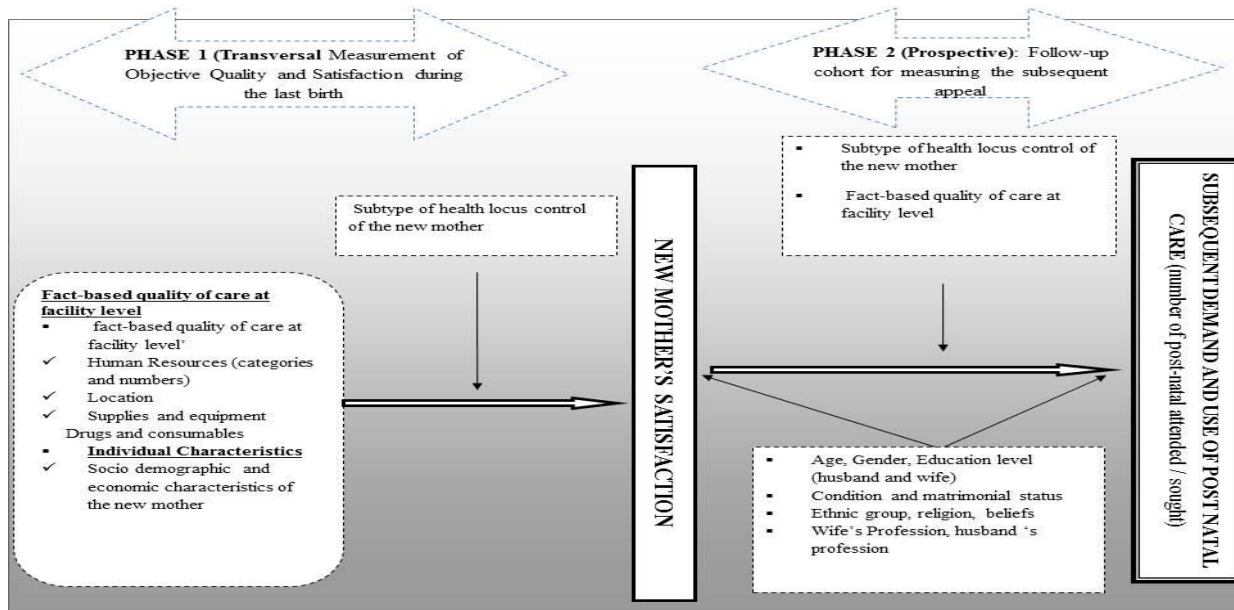 PHASE 1 (Transversal Measurement of
Objective Quality and Satisfaction during
the last birth
PHASE 2 (Prospective): Follow-up
cohort for measuring the subsequent
appeal
Subtype of health locus control
of the new mother
▪ Subtype of health locus control of
the new mother
▪ Fact-based quality of care at
facility level
Fact-based quality of care at
facility level
▪ fact-based quality of care at
facility level’
✓ Human Resources (categories
and numbers)
✓ Location
✓ Supplies and equipment
Drugs and consumables
▪ Individual Characteristics
✓ Socio demographic and
economic characteristics of
the new mother
NEW MOTHER’S SATISFACTION
▪ Age, Gender, Education level
(husband and wife)
▪ Condition and matrimonial status
▪ Ethnic group, religion, beliefs
▪ Wife’s Profession, husband ‘s
profession
SUBSEQUENT DEMAND AND USE OF POST NATAL
CARE (number of post-natal attended /
sought)